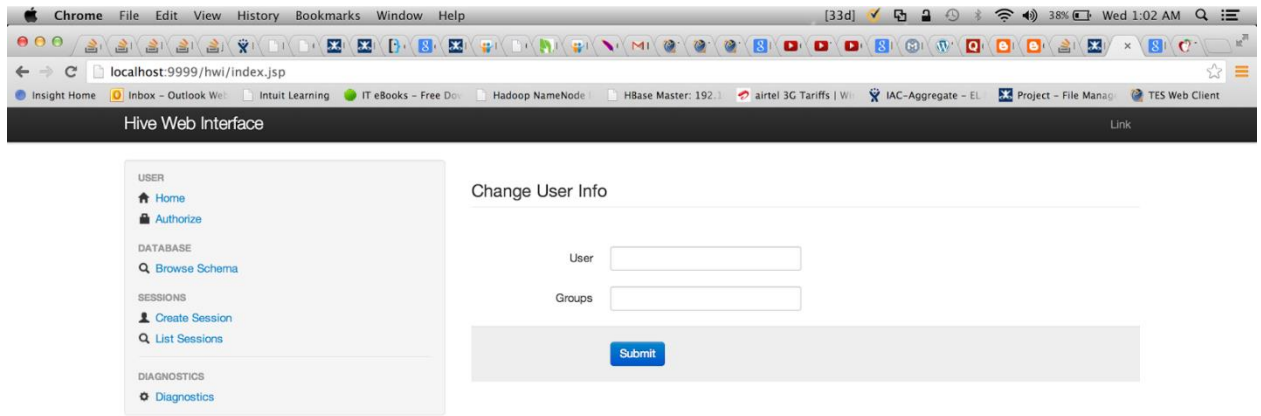 Chrome File Edit View History Bookmarks Window Help [33d] 38% Wed 1:02 AM
localhost:9999/hwi/index.jsp
Insight Home Inbox - Outlook Web Intuit Learning IT eBooks - Free Do Hadoop NameNode HBase Master: 192.1 airtel 3G Tariffs | IAC-Aggregate - EL Project - File Manag TES Web Client
Hive Web Interface Link
USER
Home
Authorize
DATABASE
Browse Schema
SESSIONS
Create Session
List Sessions
DIAGNOSTICS
Diagnostics
Change User Info
User
Groups
Submit